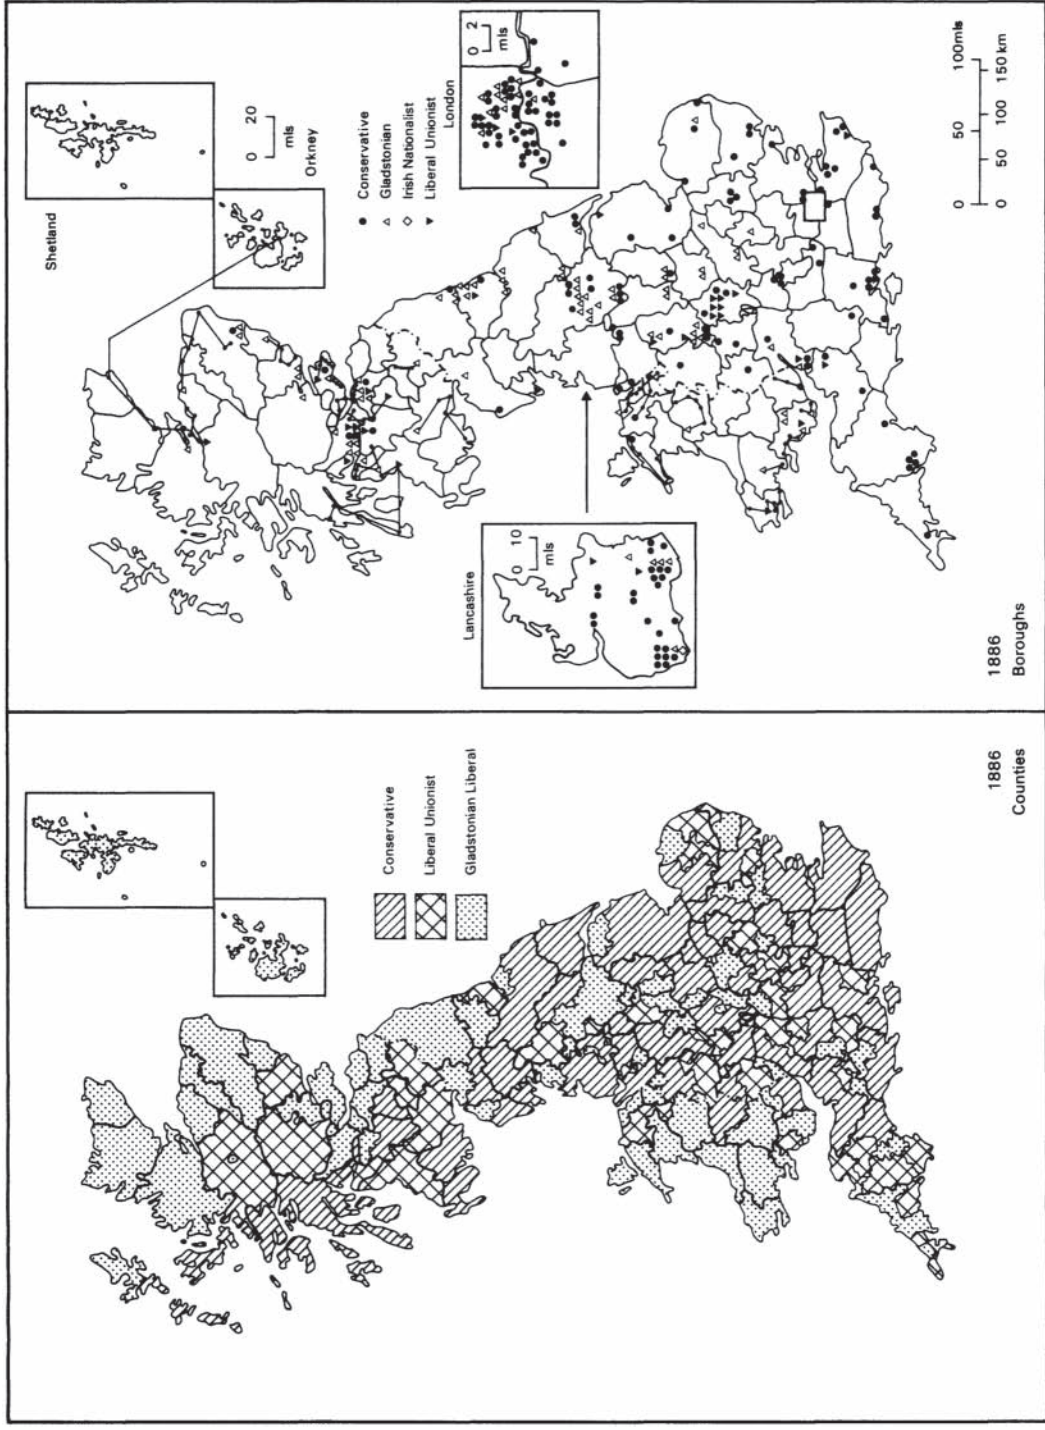 Conservative
Liberal Unionist
Gladstonian Liberal
1886
Counties
Shetland
0 20
mls
Orkney
Conservative
Gladstonian
Irish Nationalist
Liberal Unionist
London
0 2
mls
Lancashire
0 10
mls
0 50 100mls
0 50 100 150 km
1886
Boroughs